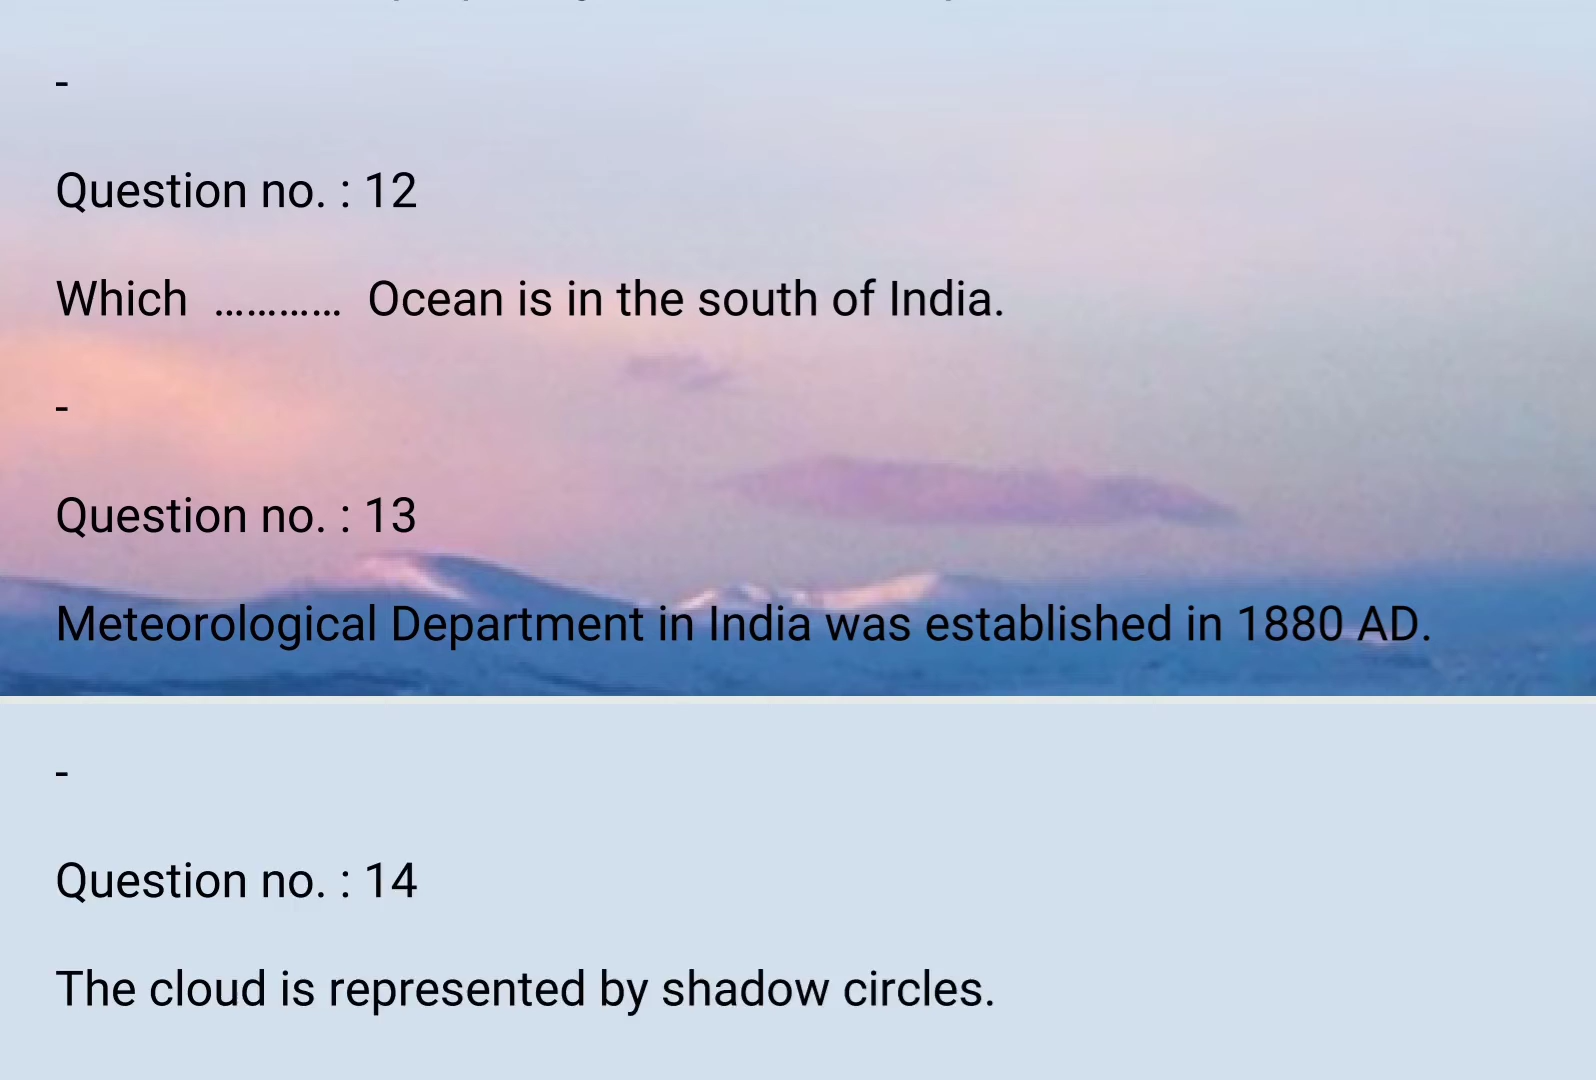 -
Question no. : 12
Which ............ Ocean is in the south of India.
-
Question no. : 13
Meteorological Department in India was established in 1880 AD.
-
Question no. : 14
The cloud is represented by shadow circles.